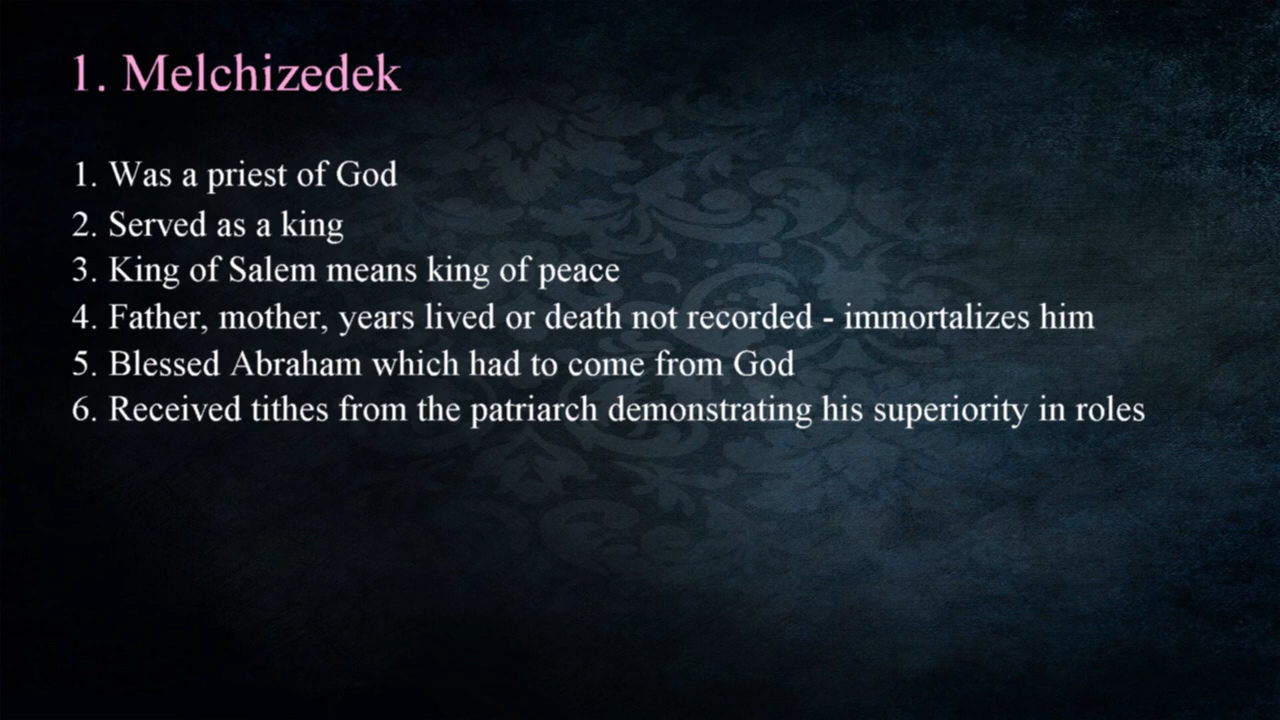 1. Melchizedek
1. Was a priest of God
2. Served as a king
3. King of Salem means king of peace
4. Father, mother, years lived or death not recorded - immortalizes him
5. Blessed Abraham which had to come from God
6. Received tithes from the patriarch demonstrating his superiority in roles